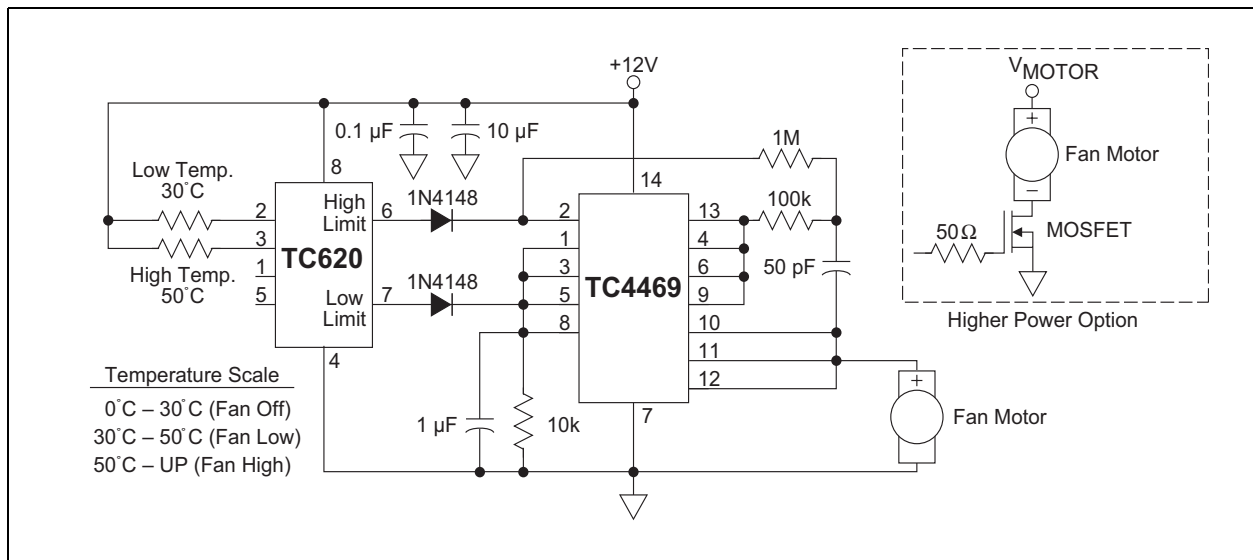 +12V
0.1 µF
10 µF
1M
Low Temp.
30°C
8
14
2
High
Limit
6
1N4148
2
13
100k
3
TC620
1
4
High Temp.
50°C
1
1N4148
3
TC4469
6
50 pF
5
Low
Limit
7
5
9
8
10
4
11
12
Temperature Scale
0°C – 30°C (Fan Off)
30°C – 50°C (Fan Low)
50°C – UP (Fan High)
1 µF
10k
7
+
Fan Motor
VMOTOR
+
Fan Motor
–
50Ω
MOSFET
Higher Power Option